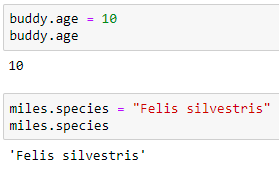 buddy.age = 10
buddy.age
10
miles.species = "Felis silvestris"
miles.species
'Felis silvestris'